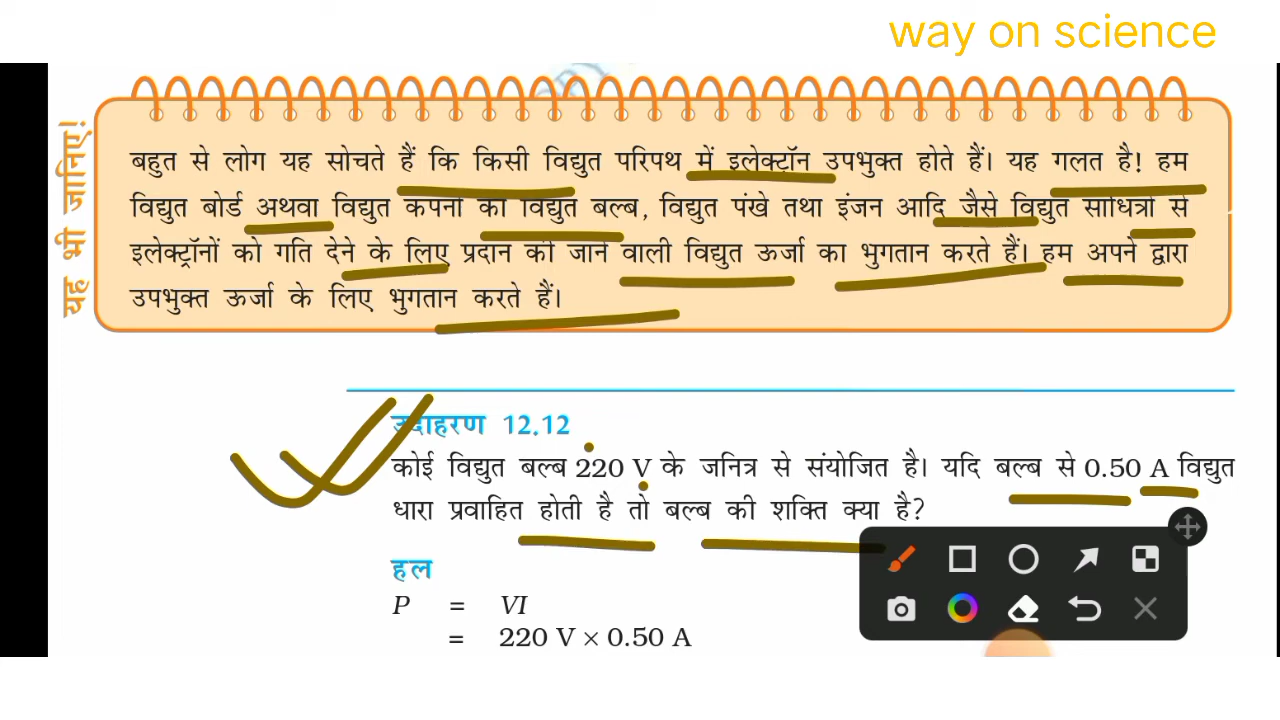 way on science
यह भी जानिए!
बहुत से लोग यह सोचते हैं कि किसी विद्युत परिपथ में इलेक्ट्रॉन उपभुक्त होते हैं। यह गलत है! हम
विद्युत बोर्ड अथवा विद्युत कंपनी को विद्युत बल्ब, विद्युत पंखे तथा इंजन आदि जैसे विद्युत साधित्रों से
इलेक्ट्रॉनों को गति देने के लिए प्रदान की जाने वाली विद्युत ऊर्जा का भुगतान करते हैं। हम अपने द्वारा
उपभुक्त ऊर्जा के लिए भुगतान करते हैं।
उदाहरण 12.12
कोई विद्युत बल्ब 220 V के जनित्र से संयोजित है। यदि बल्ब से 0.50 A विद्युत
धारा प्रवाहित होती है तो बल्ब की शक्ति क्या है?
हल
P = VI
= 220 V × 0.50 A